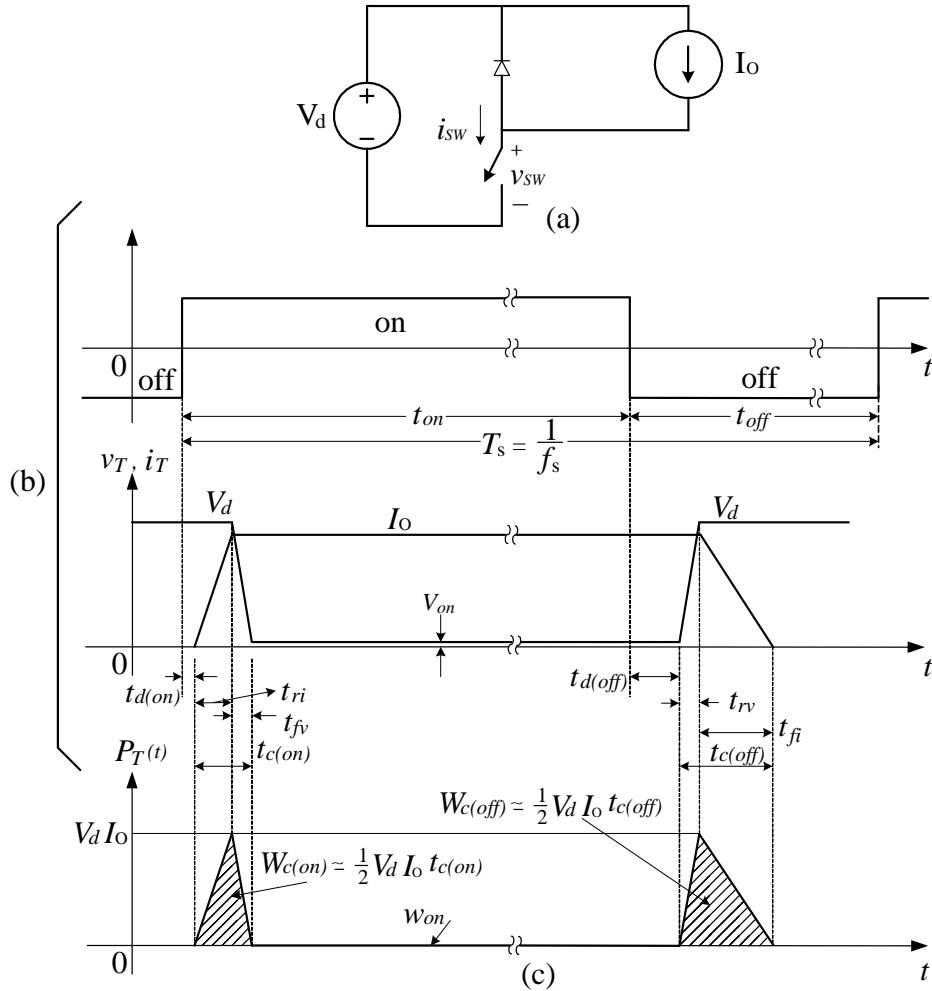 V_d
+
−
i_SW
+
v_SW
−
I_O
(a)
(b)
on
off
off
0
t
t_on
t_off
T_s = 1/f_s
v_T , i_T
V_d
I_O
V_d
V_on
0
t
t_d(on)
t_ri
t_fv
t_c(on)
t_d(off)
t_rv
t_fi
t_c(off)
P_T (t)
V_d I_O
W_c(on) ≃ 1/2 V_d I_O t_c(on)
W_c(off) ≃ 1/2 V_d I_O t_c(off)
w_on
0
t
(c)